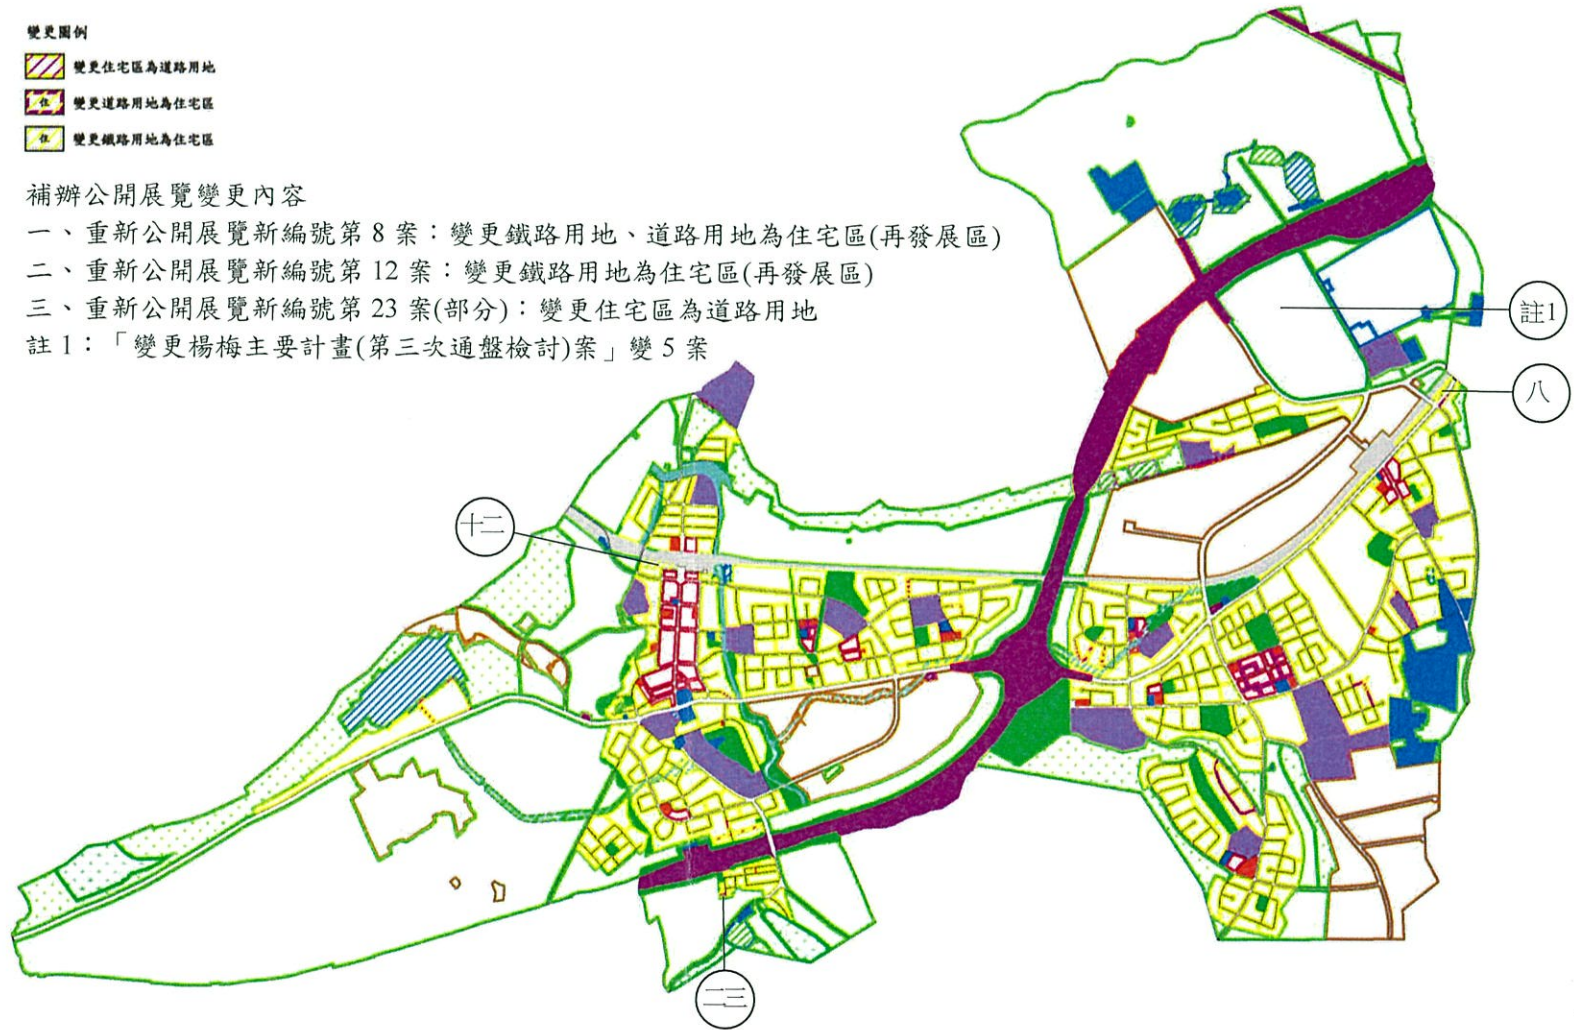 變更圖例
變更住宅區為道路用地
住 變更道路用地為住宅區
住 變更鐵路用地為住宅區
補辦公開展覽變更內容
一、重新公開展覽新編號第 8 案：變更鐵路用地、道路用地為住宅區(再發展區)
二、重新公開展覽新編號第 12 案：變更鐵路用地為住宅區(再發展區)
三、重新公開展覽新編號第 23 案(部分)：變更住宅區為道路用地
註 1：「變更楊梅主要計畫(第三次通盤檢討)案」變 5 案
註1
八
十二
二三